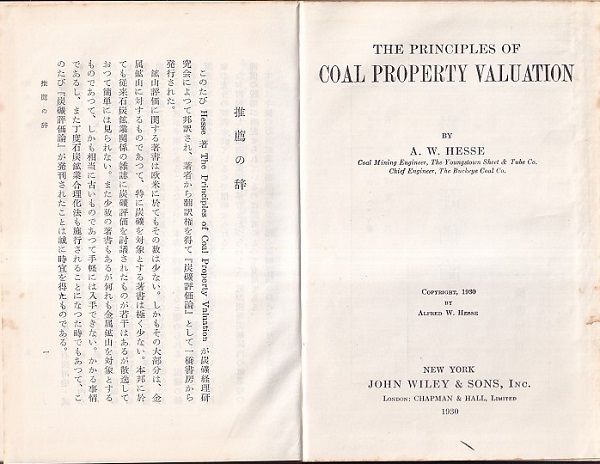 推薦の辞
このたび Hesse 著 The Principles of Coal Property Valuation が炭礦経理研
究会によつて邦訳され、著者から翻訳権を得て『炭礦評価論』として一橋書房から
発行された。
鉱山評価に関する著書は欧米に於てもその数は少ない。しかもその大部分は、金
属鉱山に対するものであつて、特に炭礦を対象とする著書は極く少ない。本邦に於
ても従来石炭鉱業関係の雑誌に炭礦評価を討議されたものが若干はあるが散逸して
おつて簡単には見られない。また少数の著書もあるが何れも金属鉱山を対象とする
ものであつて、しかも相当に古いものであつて手軽には入手できない。かかる事情
であるし、また丁度石炭鉱業合理化法も施行されることになつた時でもあつて、こ
のたび『炭礦評価論』が発刊されたことは誠に時宜を得たものである。
推薦の辞
一
THE PRINCIPLES OF
COAL PROPERTY VALUATION
BY
A. W. HESSE
Coal Mining Engineer, The Youngstown Sheet & Tube Co.
Chief Engineer, The Buckeye Coal Co.
COPYRIGHT, 1930
BY
ALFRED W. HESSE
NEW YORK
JOHN WILEY & SONS, INC.
LONDON: CHAPMAN & HALL, LIMITED
1930